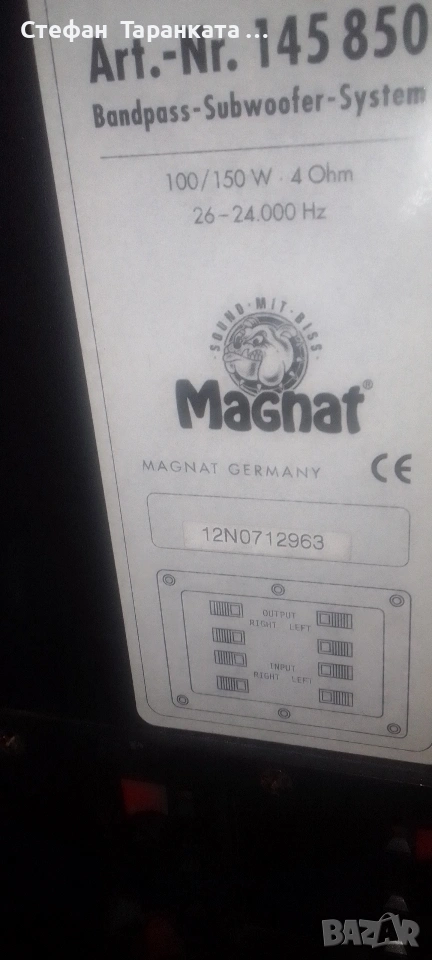 Стефан Таранката ...
Art.-Nr. 145 850
Bandpass-Subwoofer-System
100/150 W · 4 Ohm
26–24.000 Hz
·SOUND·MIT·BISS·
Magnat®
MAGNAT GERMANY CE
12N0712963
OUTPUT
RIGHT LEFT
INPUT
RIGHT LEFT
BAZAR